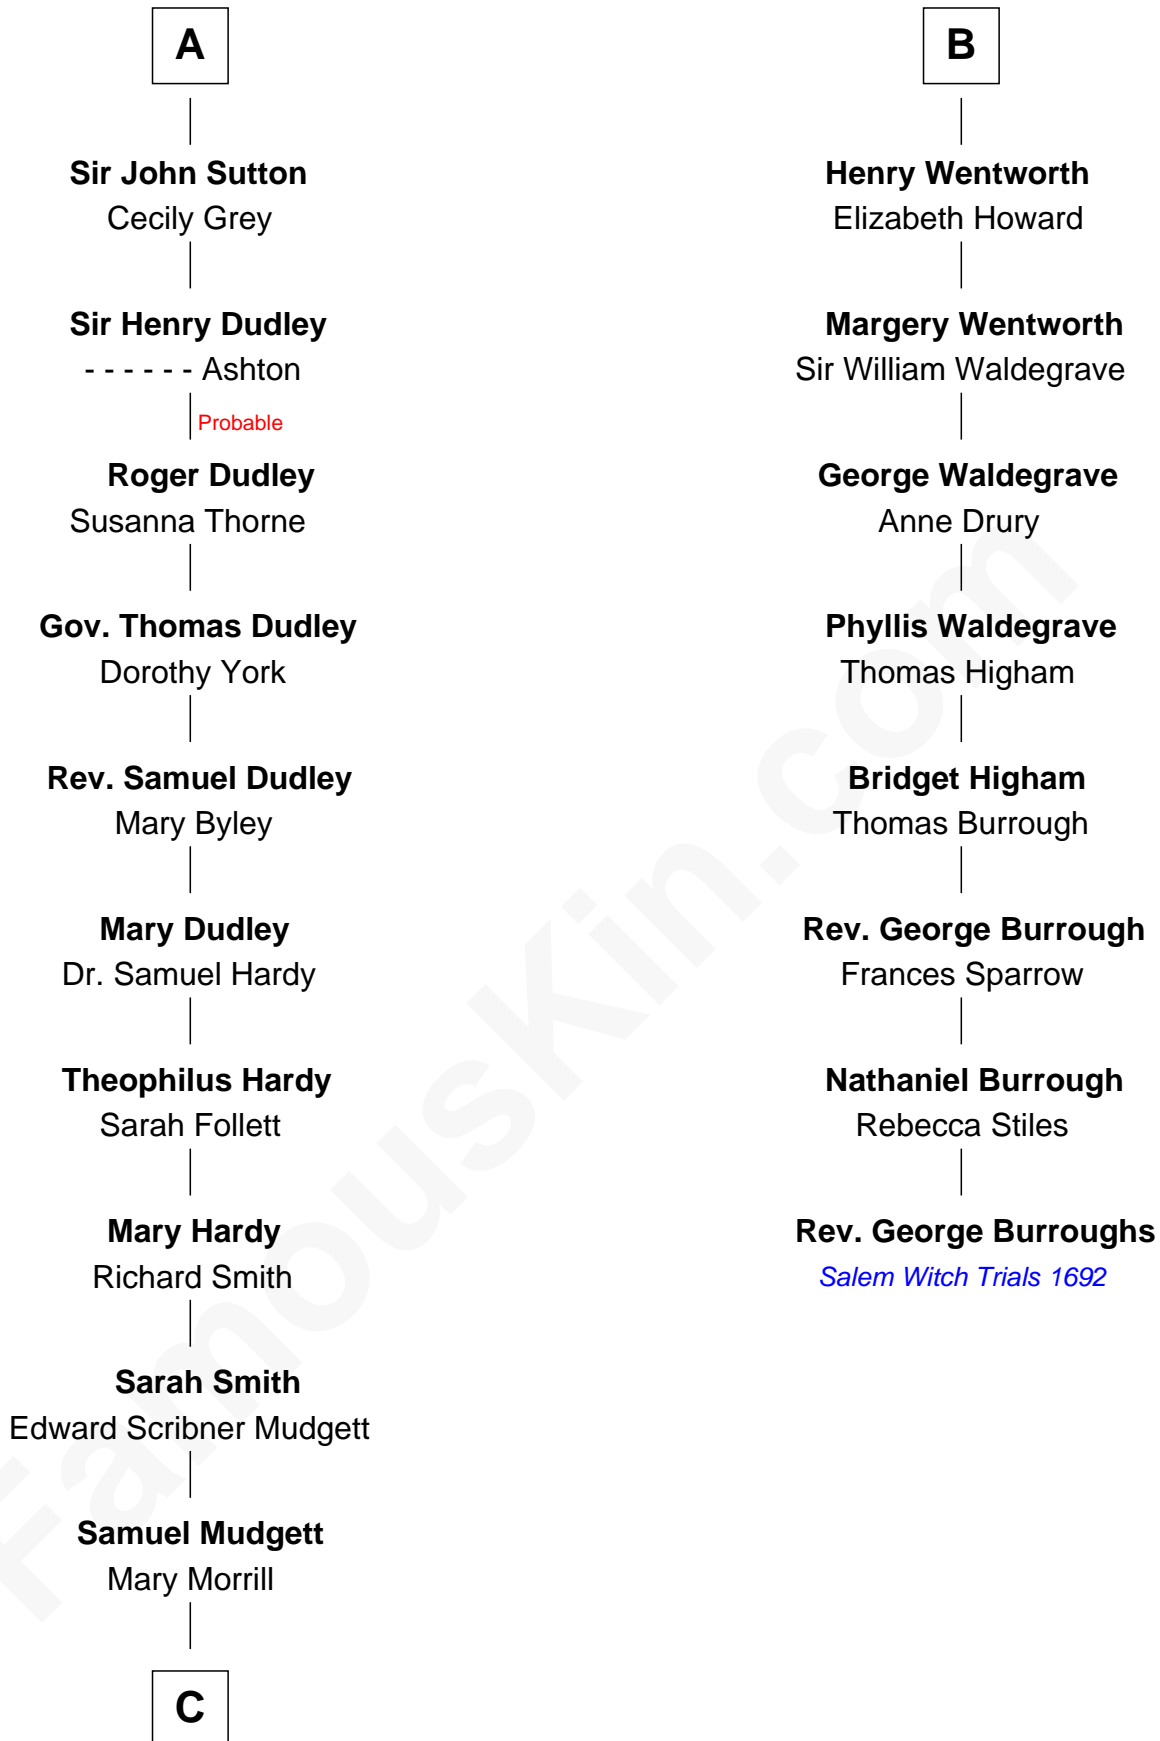 A
Sir John Sutton
Cecily Grey
Sir Henry Dudley
- - - - - - Ashton
Probable
Roger Dudley
Susanna Thorne
Gov. Thomas Dudley
Dorothy York
Rev. Samuel Dudley
Mary Byley
Mary Dudley
Dr. Samuel Hardy
Theophilus Hardy
Sarah Follett
Mary Hardy
Richard Smith
Sarah Smith
Edward Scribner Mudgett
Samuel Mudgett
Mary Morrill
C
B
Henry Wentworth
Elizabeth Howard
Margery Wentworth
Sir William Waldegrave
George Waldegrave
Anne Drury
Phyllis Waldegrave
Thomas Higham
Bridget Higham
Thomas Burrough
Rev. George Burrough
Frances Sparrow
Nathaniel Burrough
Rebecca Stiles
Rev. George Burroughs
Salem Witch Trials 1692
FamousKin.com